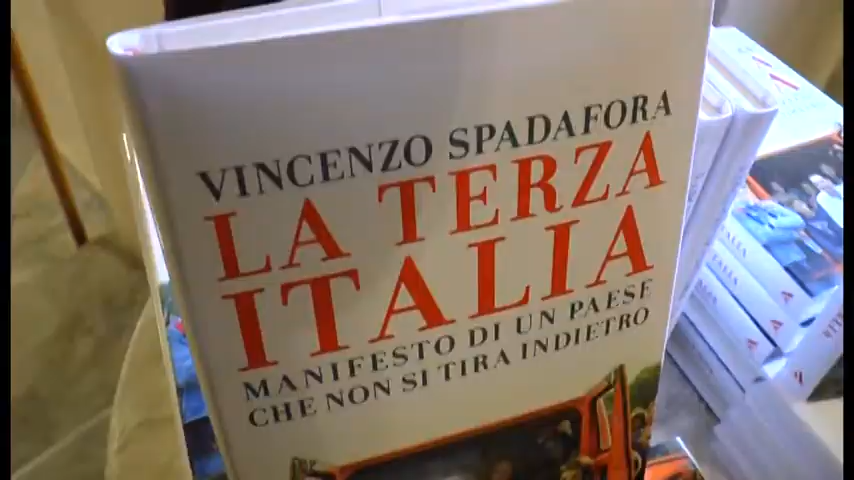 VINCENZO SPADAFORA
LA TERZA
ITALIA
MANIFESTO DI UN PAESE
CHE NON SI TIRA INDIETRO